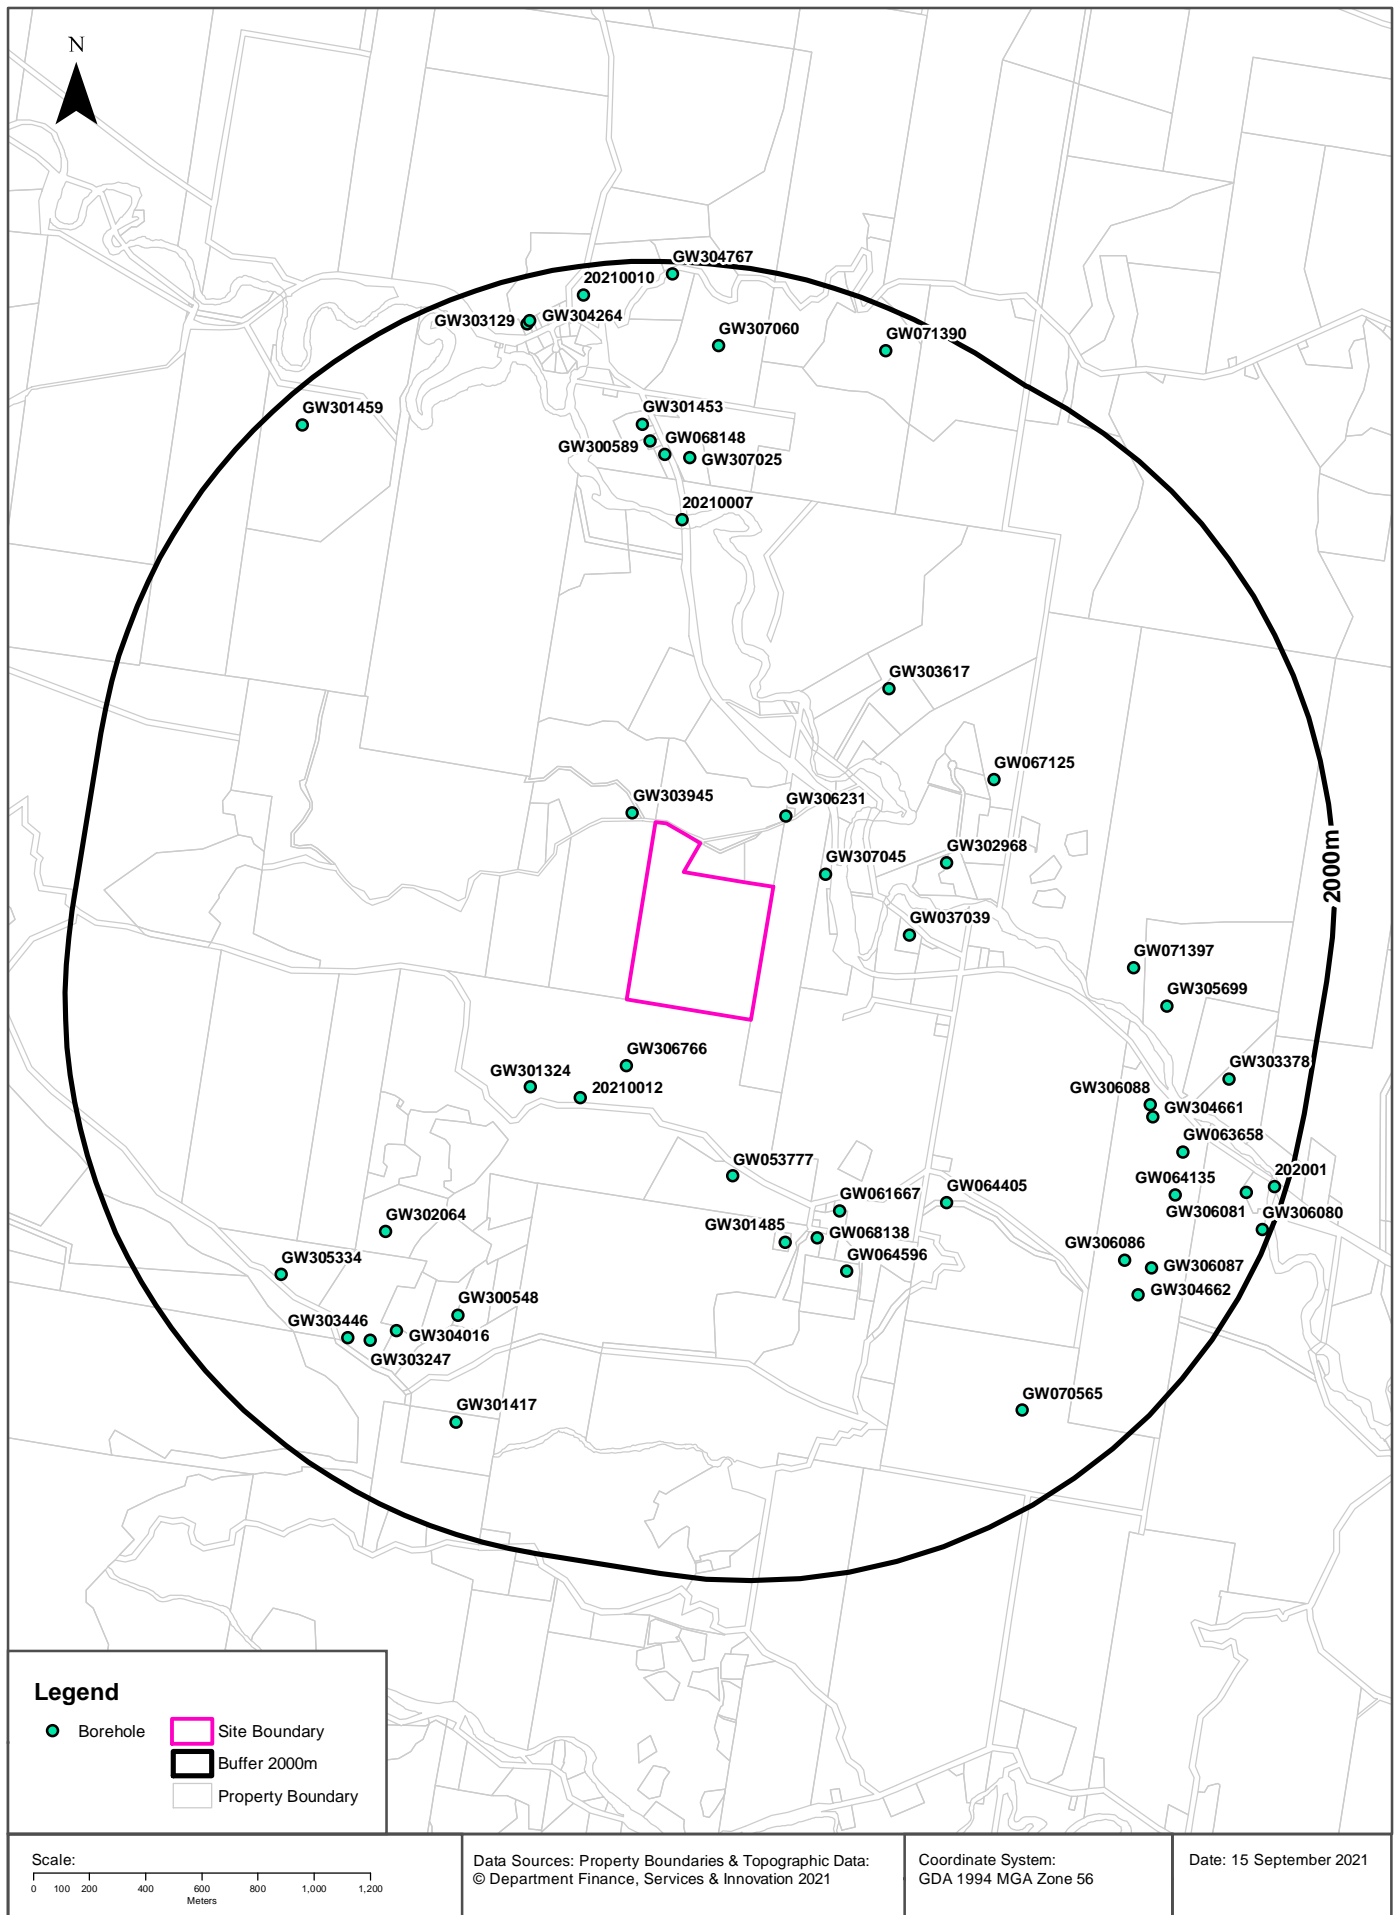 N
GW304767
20210010
GW303129
GW304264
GW307060
GW071390
GW301459
GW301453
GW068148
GW300589
GW307025
20210007
GW303617
GW067125
GW303945
GW306231
2000m
GW302968
GW307045
GW037039
GW071397
GW305699
GW306766
GW301324
20210012
GW303378
GW306088
GW304661
GW063658
GW053777
202001
GW064135
GW061667
GW064405
GW306081
GW306080
GW302064
GW301485
GW068138
GW306086
GW064596
GW305334
GW306087
GW304662
GW300548
GW303446
GW304016
GW303247
GW301417
GW070565
Legend
Borehole
Site Boundary
Buffer 2000m
Property Boundary
Scale:
0 100 200 400 600 800 1,000 1,200
Meters
Data Sources: Property Boundaries & Topographic Data:
© Department Finance, Services & Innovation 2021
Coordinate System:
GDA 1994 MGA Zone 56
Date: 15 September 2021